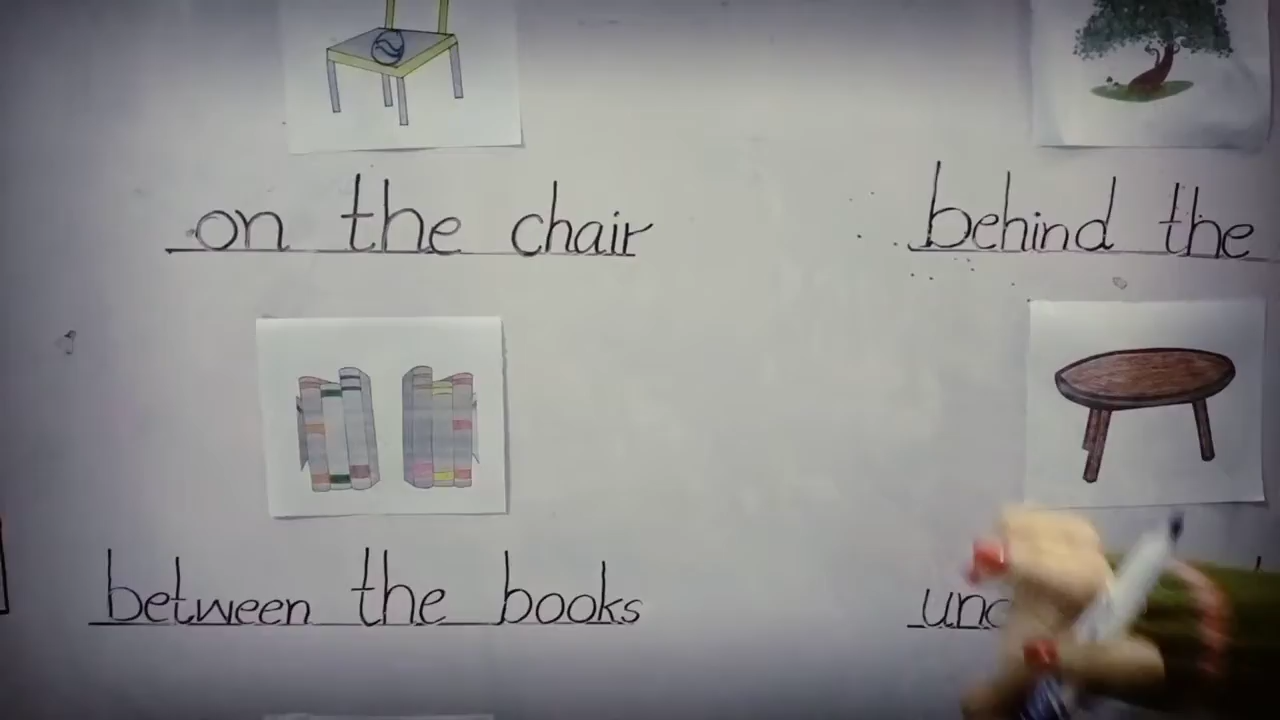 on the chair
behind the
between the books